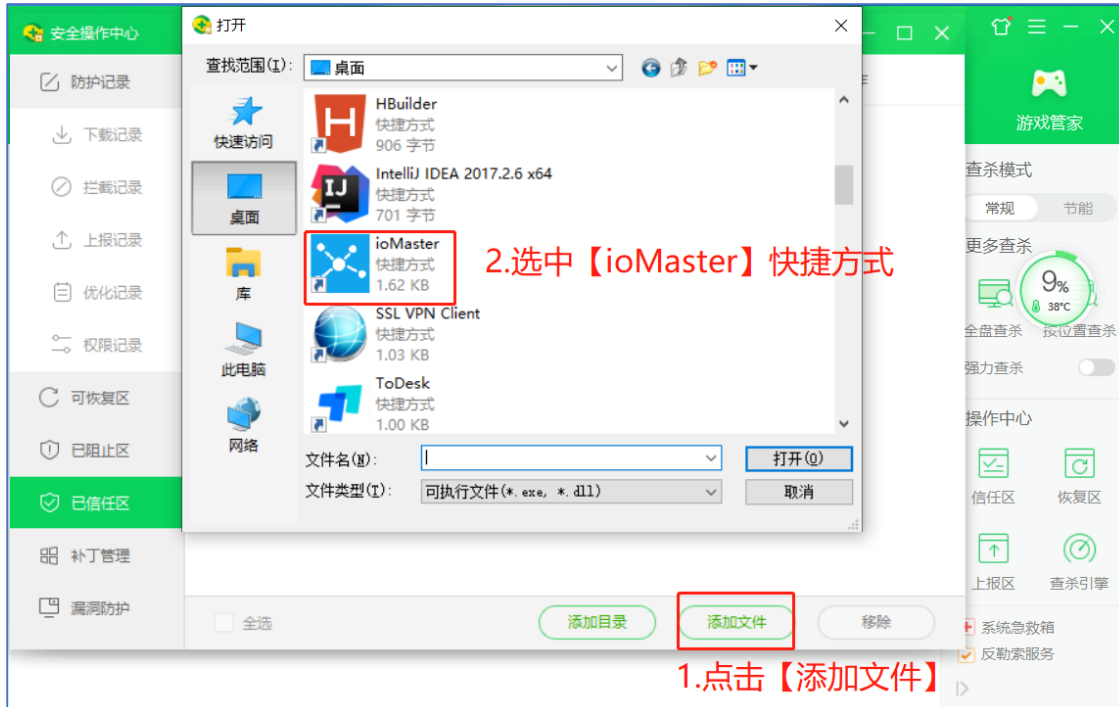 安全操作中心
防护记录
下载记录
拦截记录
上报记录
优化记录
权限记录
可恢复区
已阻止区
已信任区
补丁管理
漏洞防护
打开
查找范围(I):
桌面
快速访问
桌面
库
此电脑
网络
HBuilder
快捷方式
906 字节
IntelliJ IDEA 2017.2.6 x64
快捷方式
701 字节
ioMaster
快捷方式
1.62 KB
SSL VPN Client
快捷方式
1.03 KB
ToDesk
快捷方式
1.00 KB
2.选中【ioMaster】快捷方式
文件名(N):
打开(O)
文件类型(T):
可执行文件(*.exe, *.dll)
取消
全选
添加目录
添加文件
移除
1.点击【添加文件】
游戏管家
查杀模式
常规
节能
更多查杀
9%
38°C
全盘查杀
按位置查杀
强力查杀
操作中心
信任区
恢复区
上报区
查杀引擎
系统急救箱
反勒索服务